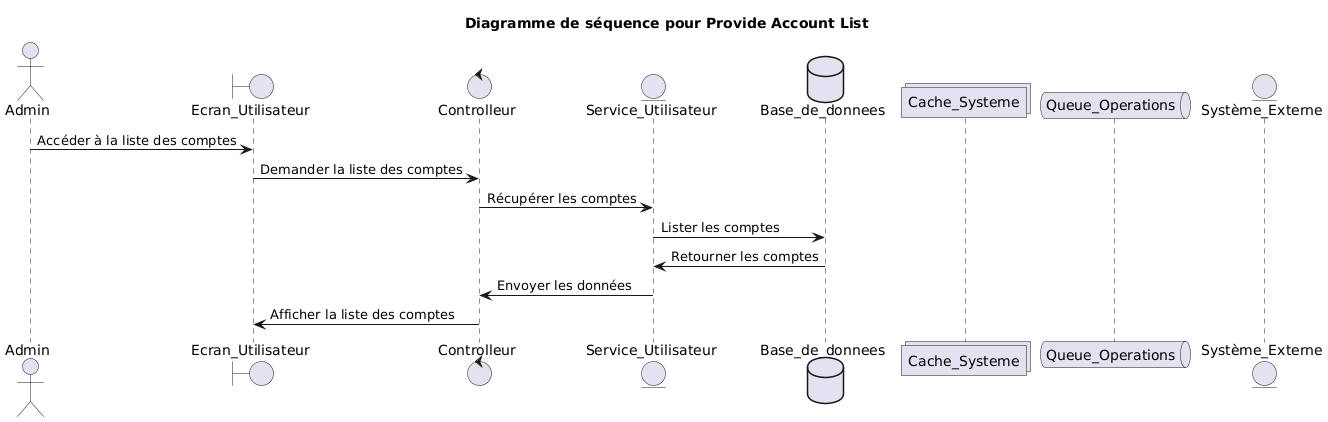 Diagramme de séquence pour Provide Account List
Admin
Ecran_Utilisateur
Controlleur
Service_Utilisateur
Base_de_donnees
Cache_Systeme
Queue_Operations
Système_Externe
Accéder à la liste des comptes
Demander la liste des comptes
Récupérer les comptes
Lister les comptes
Retourner les comptes
Envoyer les données
Afficher la liste des comptes
Admin
Ecran_Utilisateur
Controlleur
Service_Utilisateur
Base_de_donnees
Cache_Systeme
Queue_Operations
Système_Externe